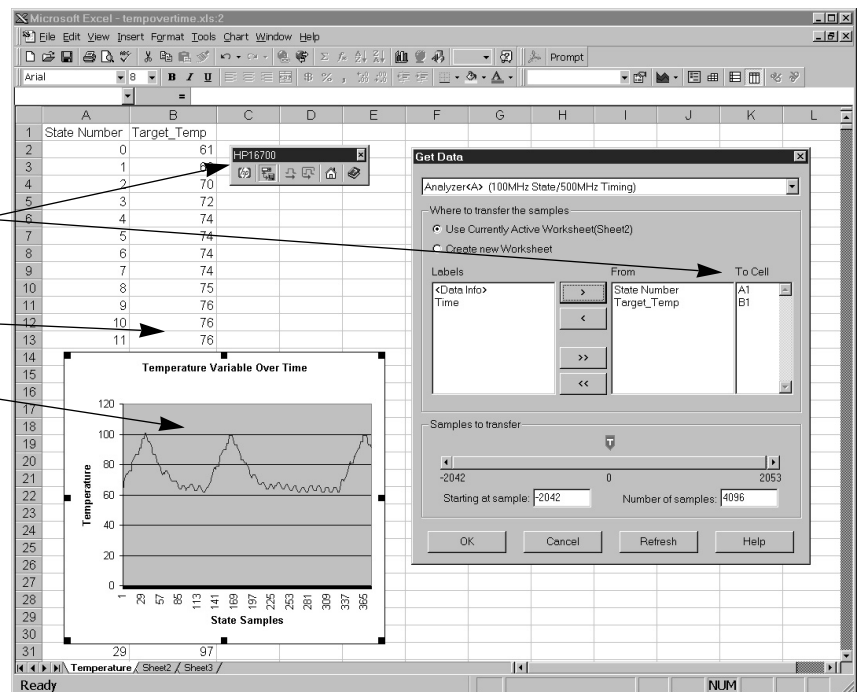 Microsoft Excel - tempovertime.xls:2
File Edit View Insert Format Tools Chart Window Help
Prompt
Arial 8 B I U $ % ,
=
A B C D E F G H I J K L
1 State Number Target_Temp
2 0 61
3 1
4 2 70
5 3 72
6 4 74
7 5 74
8 6 74
9 7 74
10 8 75
11 9 76
12 10 76
13 11 76
14
15
16
17
18
19
20
21
22
23
24
25
26
27
28
29
30
31 29 97
HP16700
Temperature Variable Over Time
Temperature
120
100
80
60
40
20
0
1 29 57 85 113 141 169 197 225 253 281 309 337 365
State Samples
Get Data
Analyzer<A> (100MHz State/500MHz Timing)
Where to transfer the samples
Use Currently Active Worksheet(Sheet2)
Create new Worksheet
Labels From To Cell
<Data Info> > State Number A1
Time Target_Temp B1
<
>>
<<
Samples to transfer
T
-2042 0 2053
Starting at sample: -2042 Number of samples: 4096
OK Cancel Refresh Help
Temperature / Sheet2 / Sheet3 /
Ready NUM